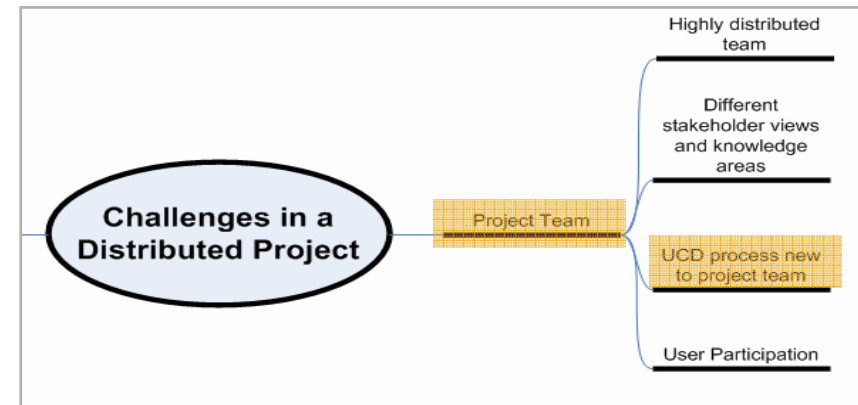 Challenges in a
Distributed Project
Project Team
Highly distributed
team
Different
stakeholder views
and knowledge
areas
UCD process new
to project team
User Participation